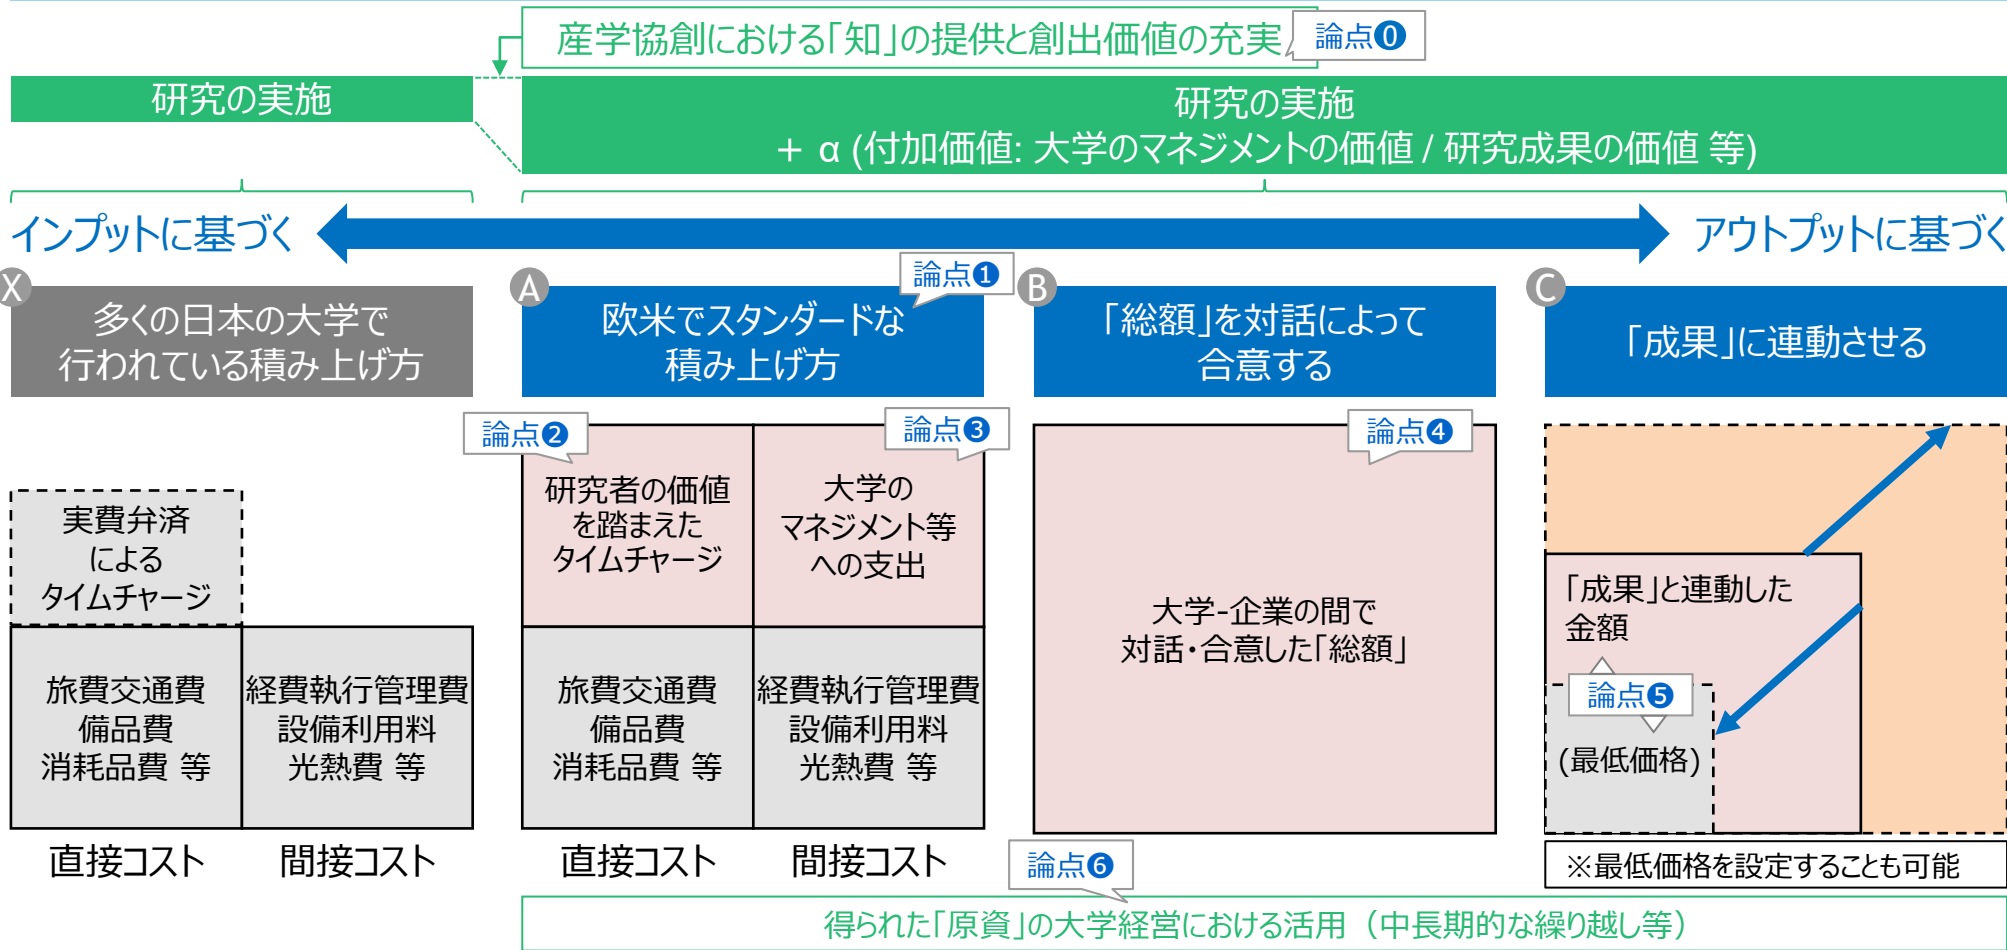 産学協創における「知」の提供と創出価値の充実
論点⓿
研究の実施
研究の実施
+ α (付加価値: 大学のマネジメントの価値 / 研究成果の価値 等)
インプットに基づく
アウトプットに基づく
X
多くの日本の大学で
行われている積み上げ方
A
論点❶
欧米でスタンダードな
積み上げ方
B
「総額」を対話によって
合意する
C
「成果」に連動させる
実費弁済
による
タイムチャージ
旅費交通費
備品費
消耗品費 等
経費執行管理費
設備利用料
光熱費 等
直接コスト
間接コスト
論点❷
研究者の価値
を踏まえた
タイムチャージ
論点❸
大学の
マネジメント等
への支出
旅費交通費
備品費
消耗品費 等
経費執行管理費
設備利用料
光熱費 等
直接コスト
間接コスト
論点❹
大学-企業の間で
対話・合意した「総額」
「成果」と連動した
金額
論点❺
(最低価格)
※最低価格を設定することも可能
論点❻
得られた「原資」の大学経営における活用（中長期的な繰り越し等）